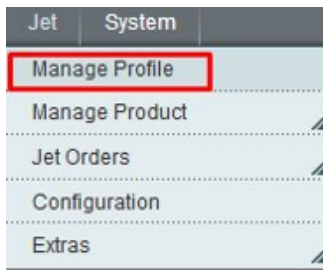 Jet System
Manage Profile
Manage Product
Jet Orders
Configuration
Extras